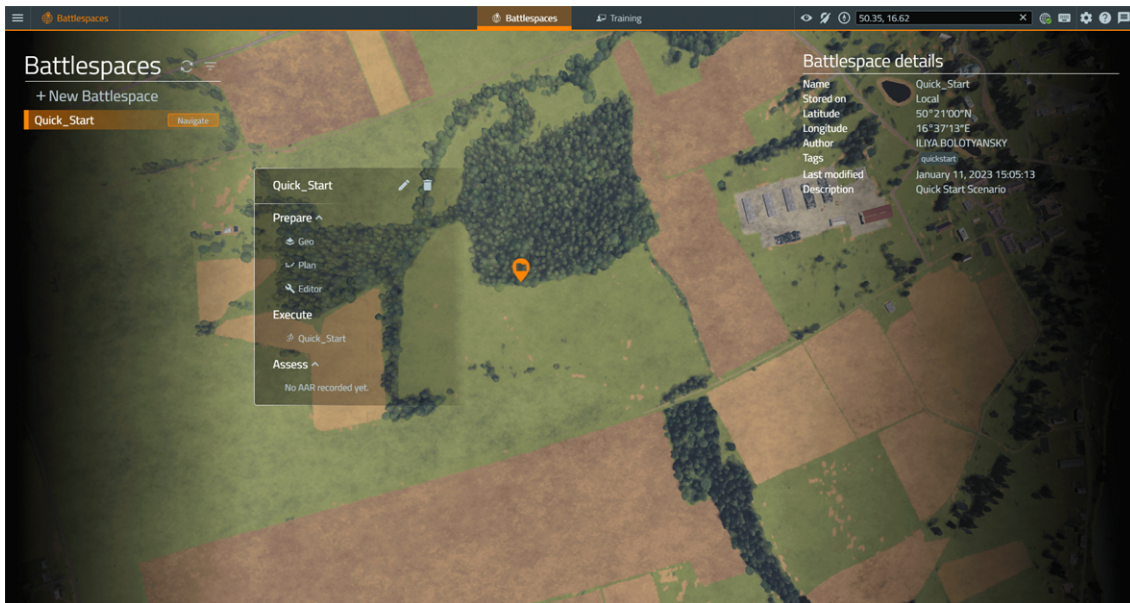 Battlespaces
Battlespaces
Training
50.35, 16.62
Battlespaces
+ New Battlespace
Quick_Start
Navigate
Quick_Start
Prepare
Geo
Plan
Editor
Execute
Quick_Start
Assess
No AAR recorded yet.
Battlespace details
Name Quick_Start
Stored on Local
Latitude 50°21'00"N
Longitude 16°37'13"E
Author ILIYA.BOLOTYANSKY
Tags quickstart
Last modified January 11, 2023 15:05:13
Description Quick Start Scenario